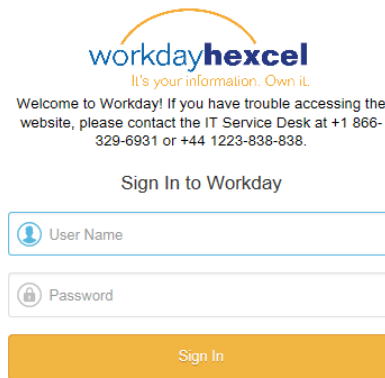 workdayhexcel
It's your information. Own it.
Welcome to Workday! If you have trouble accessing the
website, please contact the IT Service Desk at +1 866-
329-6931 or +44 1223-838-838.
Sign In to Workday
User Name
Password
Sign In